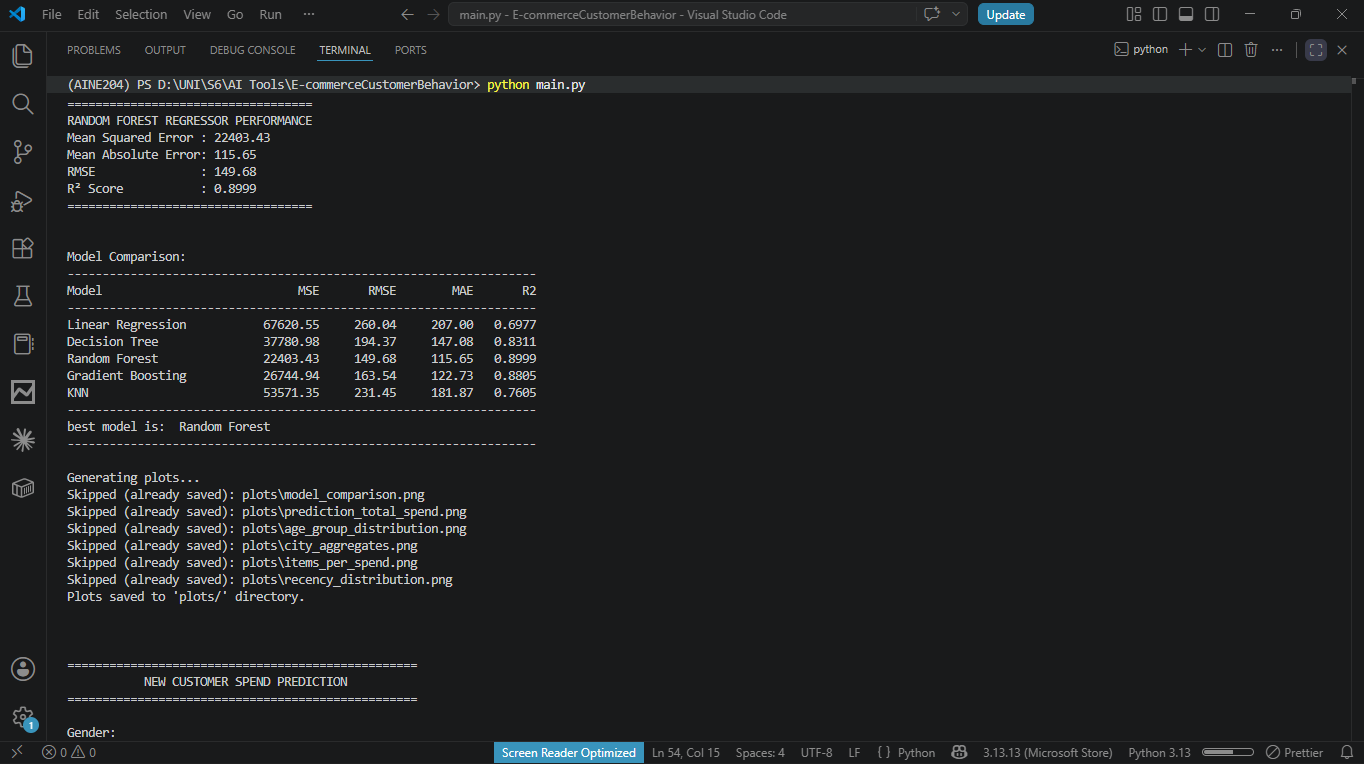 File Edit Selection View Go Run ··· main.py - E-commerceCustomerBehavior - Visual Studio Code Update
PROBLEMS OUTPUT DEBUG CONSOLE TERMINAL PORTS python
(AINE204) PS D:\UNI\S6\AI Tools\E-commerceCustomerBehavior> python main.py
===================================
RANDOM FOREST REGRESSOR PERFORMANCE
Mean Squared Error : 22403.43
Mean Absolute Error: 115.65
RMSE               : 149.68
R² Score           : 0.8999
===================================
Model Comparison:
-------------------------------------------------------------------
Model                            MSE       RMSE        MAE       R2
-------------------------------------------------------------------
Linear Regression           67620.55     260.04     207.00   0.6977
Decision Tree               37780.98     194.37     147.08   0.8311
Random Forest               22403.43     149.68     115.65   0.8999
Gradient Boosting           26744.94     163.54     122.73   0.8805
KNN                         53571.35     231.45     181.87   0.7605
-------------------------------------------------------------------
best model is:  Random Forest
-------------------------------------------------------------------
Generating plots...
Skipped (already saved): plots\model_comparison.png
Skipped (already saved): plots\prediction_total_spend.png
Skipped (already saved): plots\age_group_distribution.png
Skipped (already saved): plots\city_aggregates.png
Skipped (already saved): plots\items_per_spend.png
Skipped (already saved): plots\recency_distribution.png
Plots saved to 'plots/' directory.
==================================================
           NEW CUSTOMER SPEND PREDICTION
==================================================
Gender:
1
0 0 Screen Reader Optimized Ln 54, Col 15 Spaces: 4 UTF-8 LF { } Python 3.13.13 (Microsoft Store) Python 3.13 Prettier